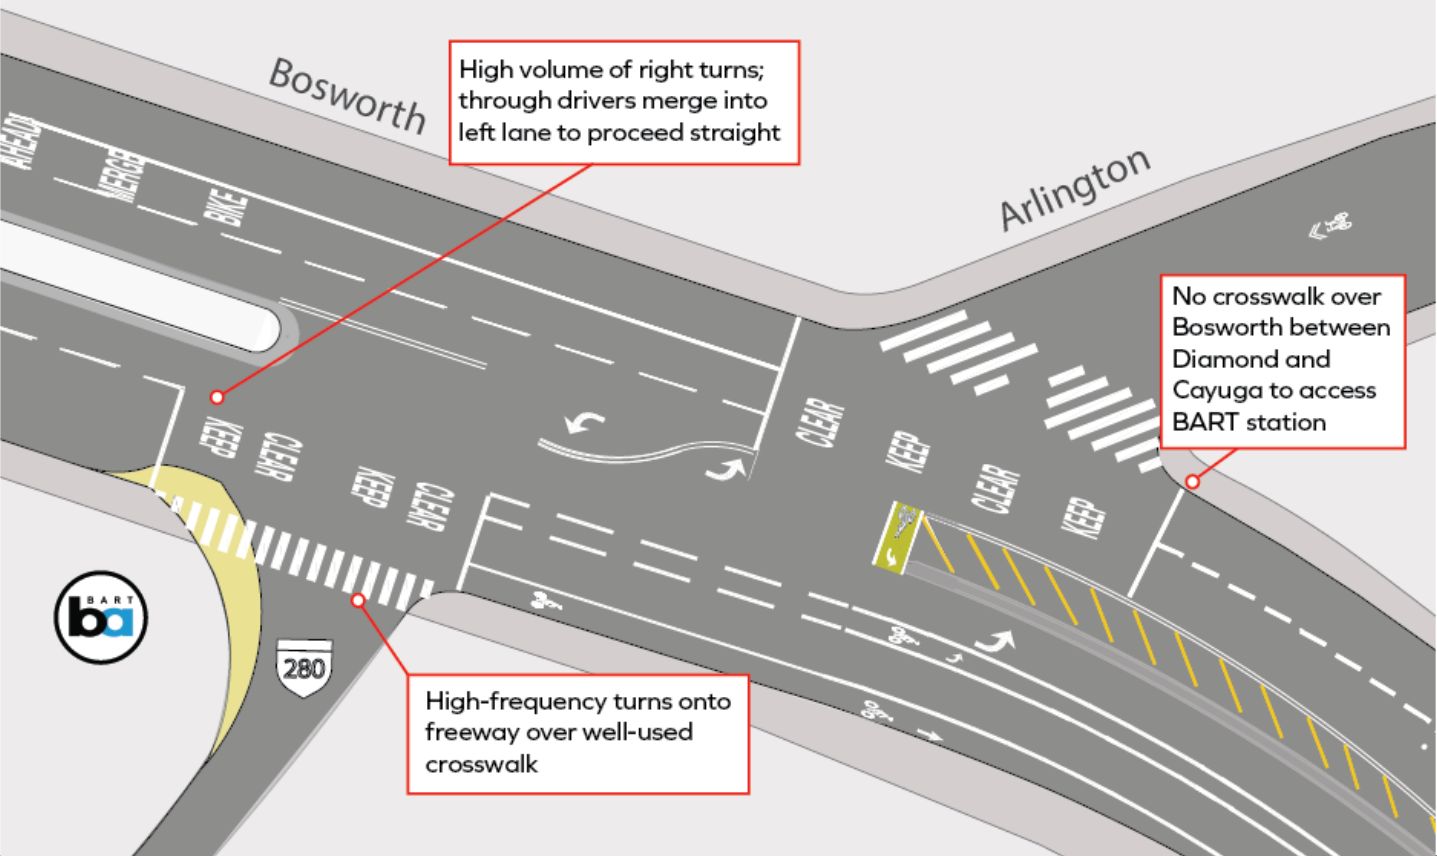 Bosworth
High volume of right turns;
through drivers merge into
left lane to proceed straight
Arlington
AHEAD
MERGE
BIKE
No crosswalk over
Bosworth between
Diamond and
Cayuga to access
BART station
KEEP
CLEAR
KEEP
CLEAR
CLEAR
KEEP
CLEAR
KEEP
BART
ba
280
High-frequency turns onto
freeway over well-used
crosswalk